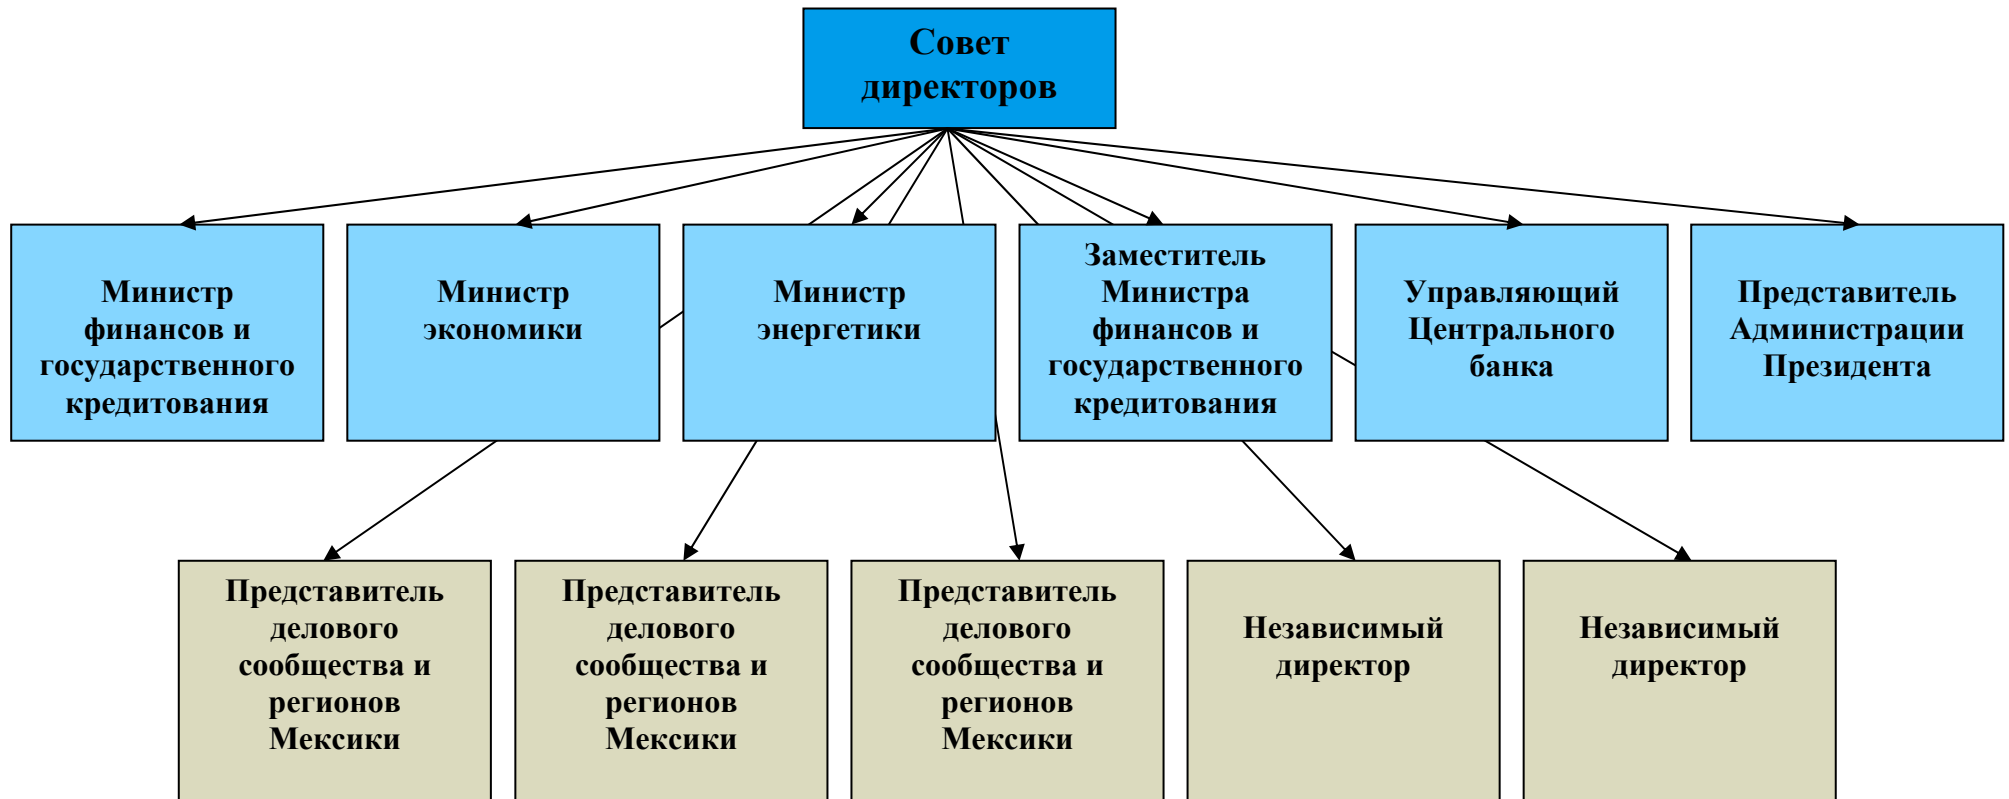 Совет
директоров
Министр
финансов и
государственного
кредитования
Министр
экономики
Министр
энергетики
Заместитель
Министра
финансов и
государственного
кредитования
Управляющий
Центрального
банка
Представитель
Администрации
Президента
Представитель
делового
сообщества и
регионов
Мексики
Представитель
делового
сообщества и
регионов
Мексики
Представитель
делового
сообщества и
регионов
Мексики
Независимый
директор
Независимый
директор